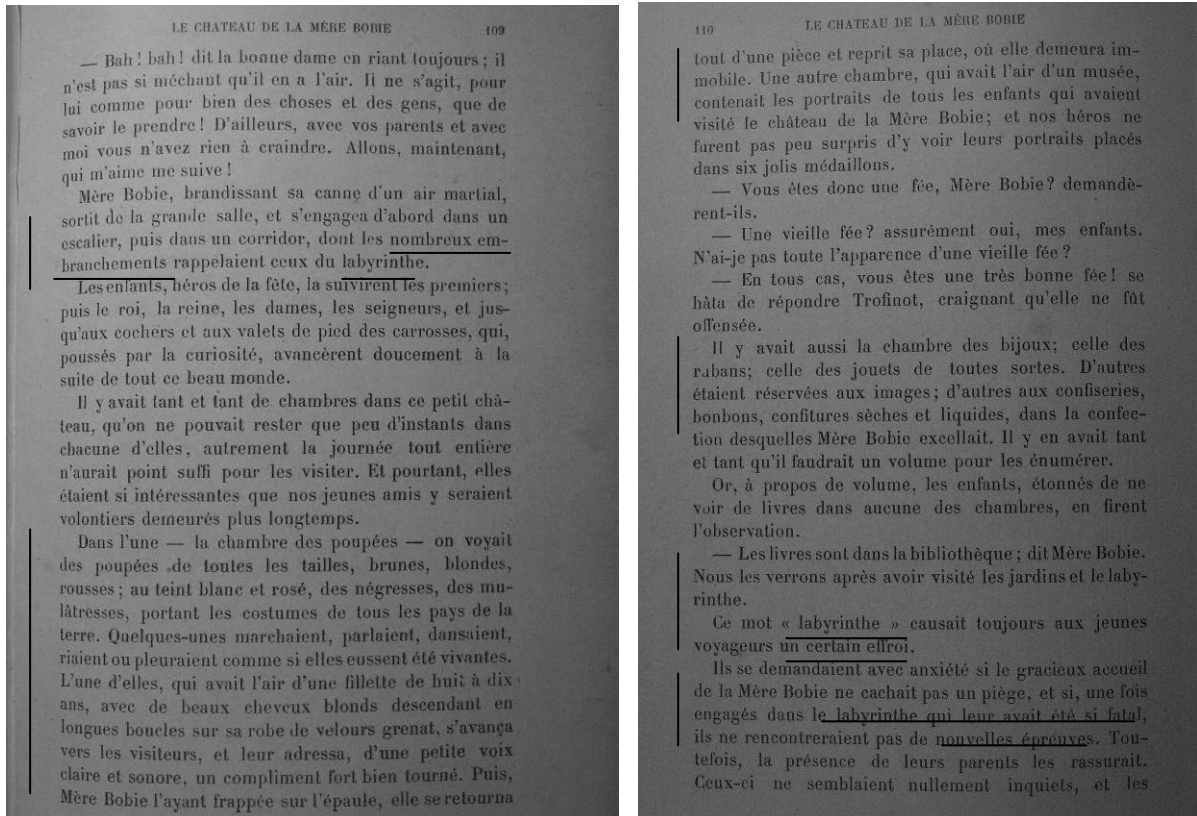 LE CHATEAU DE LA MÈRE BOBIE 109
— Bah ! bah ! dit la bonne dame en riant toujours ; il
n'est pas si méchant qu'il en a l'air. Il ne s'agit, pour
lui comme pour bien des choses et des gens, que de
savoir le prendre ! D'ailleurs, avec vos parents et avec
moi vous n'avez rien à craindre. Allons, maintenant,
qui m'aime me suive !
Mère Bobie, brandissant sa canne d'un air martial,
sortit de la grande salle, et s'engagea d'abord dans un
escalier, puis dans un corridor, dont les nombreux em-
branchements rappelaient ceux du labyrinthe.
Les enfants, héros de la fête, la suivirent les premiers ;
puis le roi, la reine, les dames, les seigneurs, et jus-
qu'aux cochers et aux valets de pied des carrosses, qui,
poussés par la curiosité, avancèrent doucement à la
suite de tout ce beau monde.
Il y avait tant et tant de chambres dans ce petit châ-
teau, qu'on ne pouvait rester que peu d'instants dans
chacune d'elles, autrement la journée tout entière
n'aurait point suffi pour les visiter. Et pourtant, elles
étaient si intéressantes que nos jeunes amis y seraient
volontiers demeurés plus longtemps.
Dans l'une — la chambre des poupées — on voyait
des poupées de toutes les tailles, brunes, blondes,
rousses ; au teint blanc et rosé, des négresses, des mu-
lâtresses, portant les costumes de tous les pays de la
terre. Quelques-unes marchaient, parlaient, dansaient,
riaient ou pleuraient comme si elles eussent été vivantes.
L'une d'elles, qui avait l'air d'une fillette de huit à dix
ans, avec de beaux cheveux blonds descendant en
longues boucles sur sa robe de velours grenat, s'avança
vers les visiteurs, et leur adressa, d'une petite voix
claire et sonore, un compliment fort bien tourné. Puis,
Mère Bobie l'ayant frappée sur l'épaule, elle se retourna
110 LE CHATEAU DE LA MÈRE BOBIE
tout d'une pièce et reprit sa place, où elle demeura im-
mobile. Une autre chambre, qui avait l'air d'un musée,
contenait les portraits de tous les enfants qui avaient
visité le château de la Mère Bobie ; et nos héros ne
furent pas peu surpris d'y voir leurs portraits placés
dans six jolis médaillons.
— Vous êtes donc une fée, Mère Bobie ? demandè-
rent-ils.
— Une vieille fée ? assurément oui, mes enfants.
N'ai-je pas toute l'apparence d'une vieille fée ?
— En tous cas, vous êtes une très bonne fée ! se
hâta de répondre Trofinot, craignant qu'elle ne fût
offensée.
Il y avait aussi la chambre des bijoux ; celle des
rubans ; celle des jouets de toutes sortes. D'autres
étaient réservées aux images ; d'autres aux confiseries,
bonbons, confitures sèches et liquides, dans la confec-
tion desquelles Mère Bobie excellait. Il y en avait tant
et tant qu'il faudrait un volume pour les énumérer.
Or, à propos de volume, les enfants, étonnés de ne
voir de livres dans aucune des chambres, en firent
l'observation.
— Les livres sont dans la bibliothèque ; dit Mère Bobie.
Nous les verrons après avoir visité les jardins et le laby-
rinthe.
Ce mot « labyrinthe » causait toujours aux jeunes
voyageurs un certain effroi.
Ils se demandaient avec anxiété si le gracieux accueil
de la Mère Bobie ne cachait pas un piège, et si, une fois
engagés dans le labyrinthe qui leur avait été si fatal,
ils ne rencontreraient pas de nouvelles épreuves. Tou-
tefois, la présence de leurs parents les rassurait.
Ceux-ci ne semblaient nullement inquiets, et les